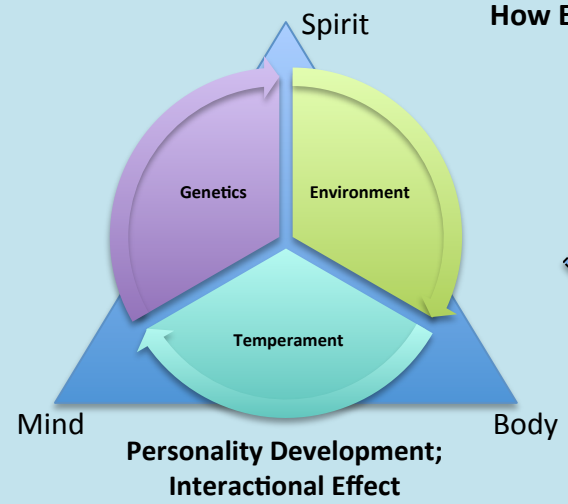 How
Spirit
Genetics
Environment
Temperament
Mind
Body
Personality Development;
Interactional Effect